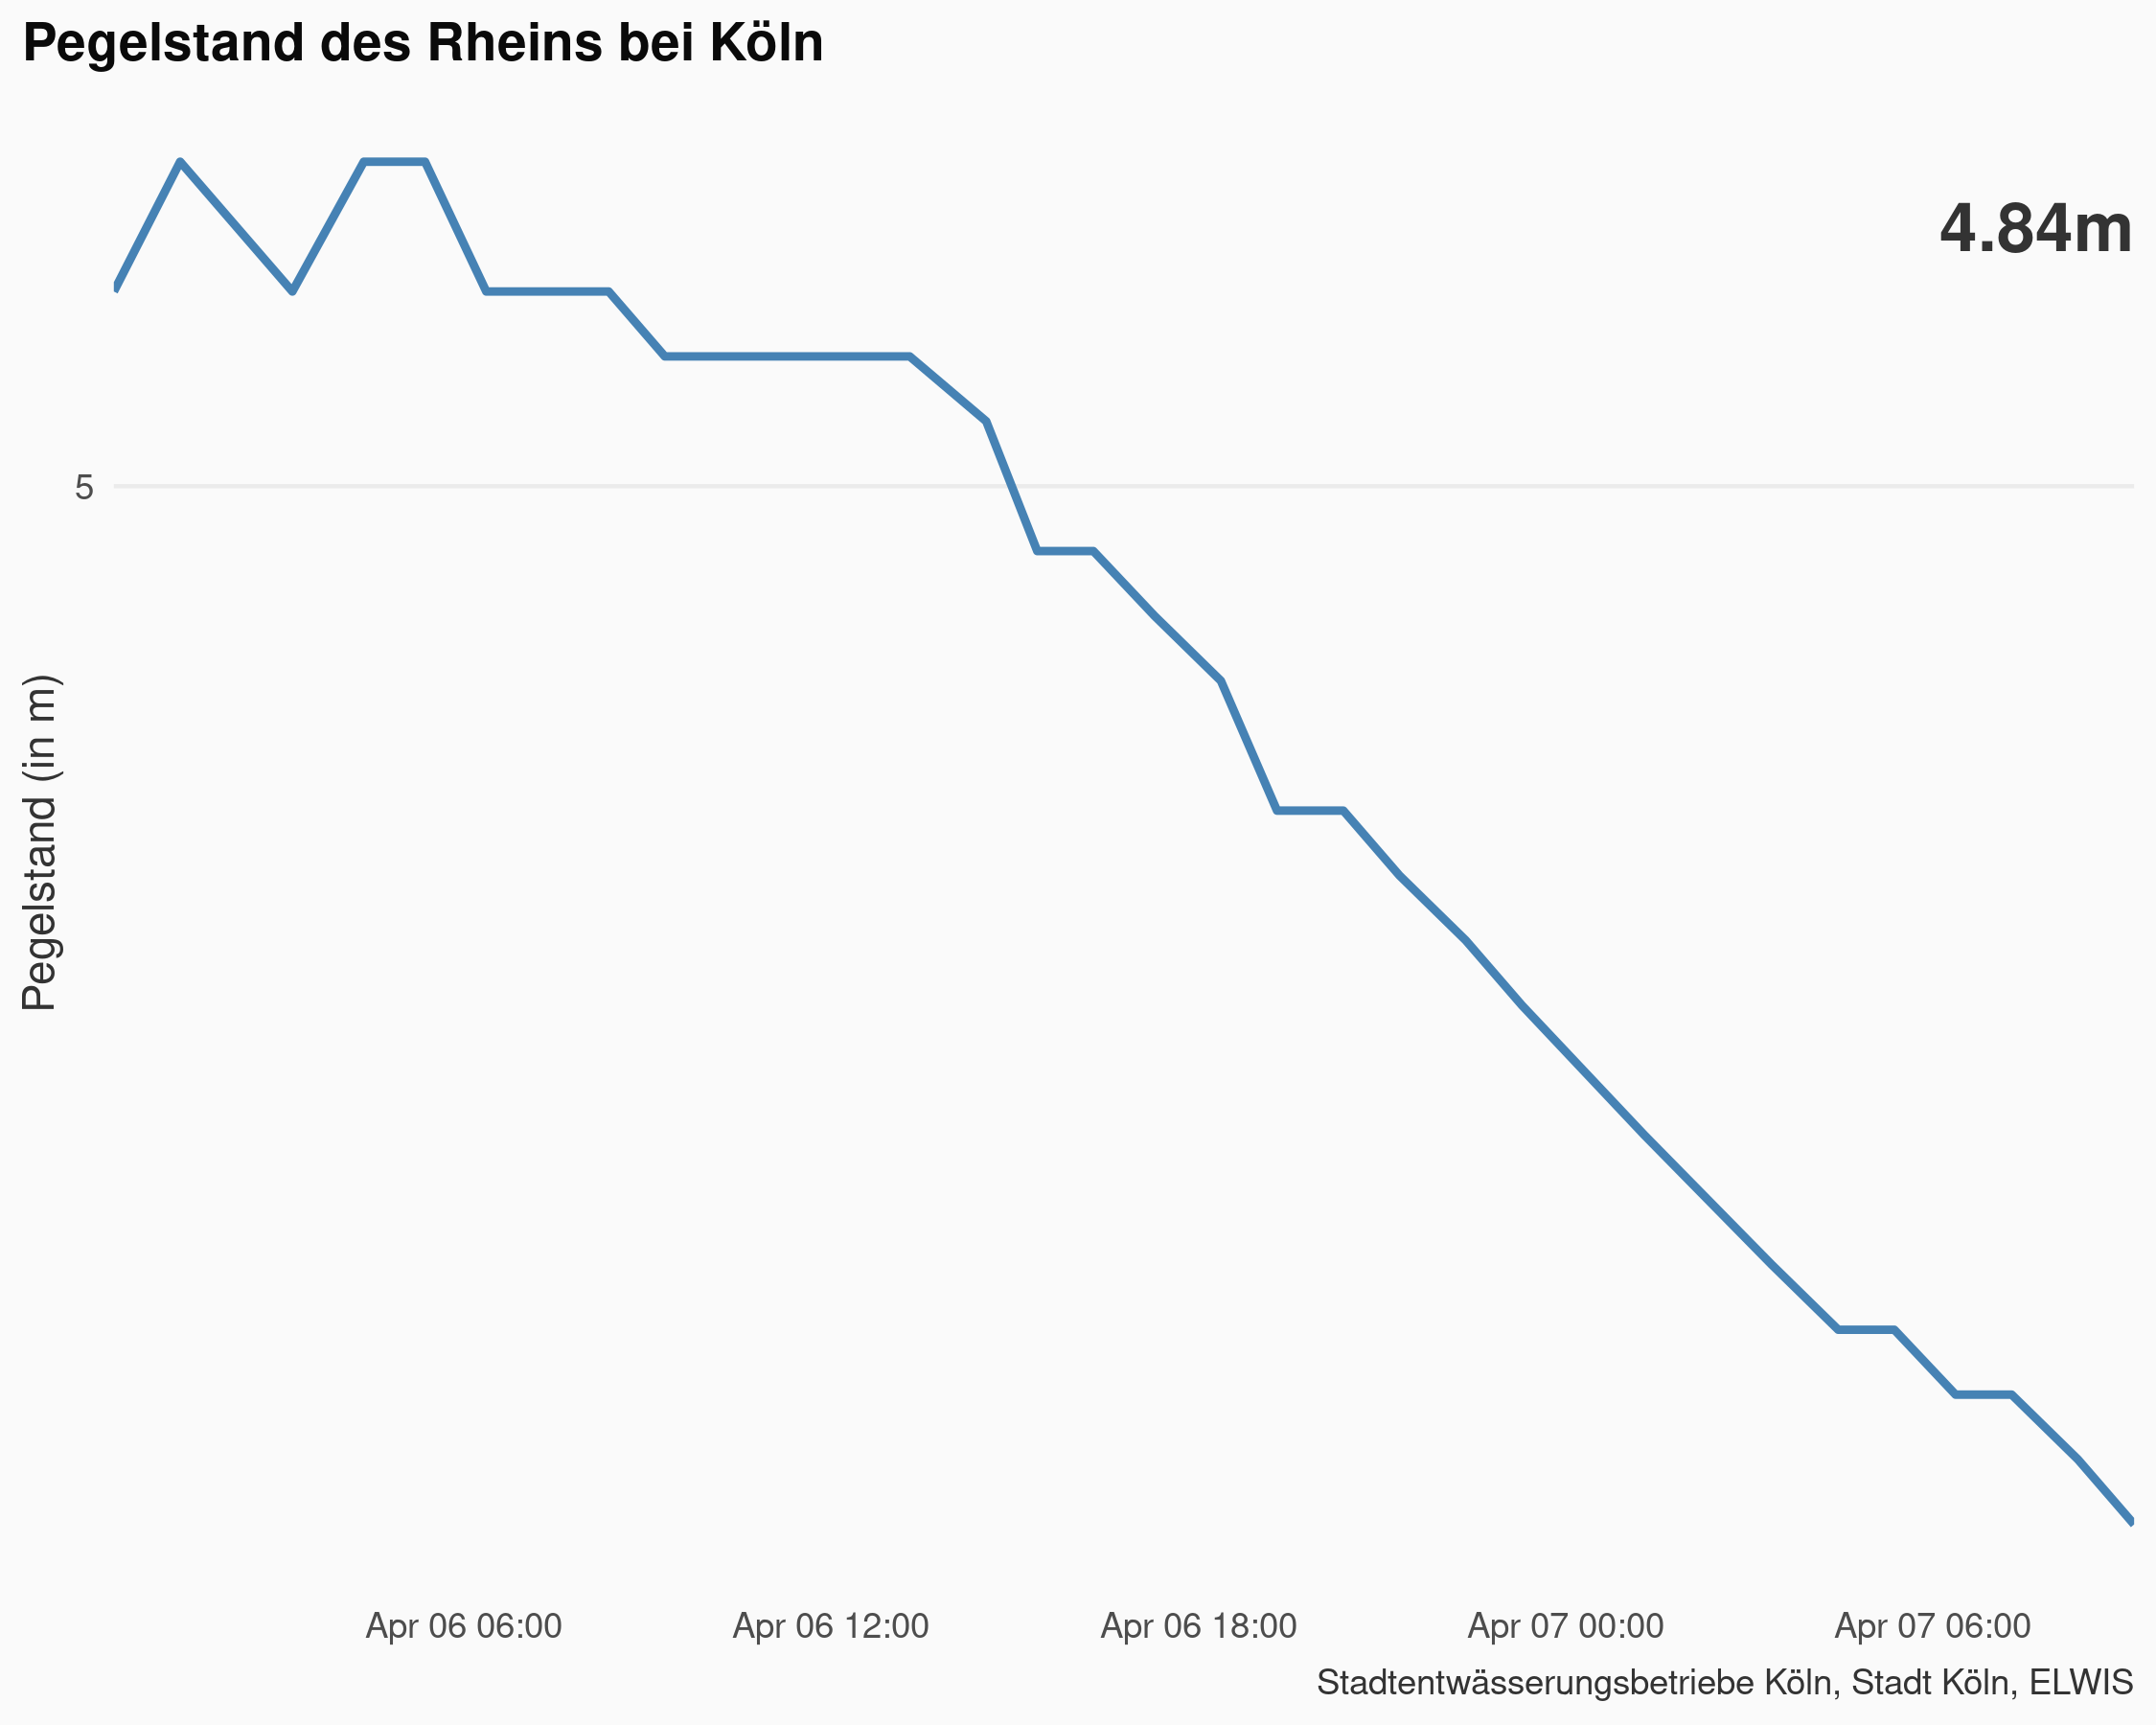 Pegelstand des Rheins bei Köln
4.84m
5
Pegelstand (in m)
Apr 06 06:00 Apr 06 12:00 Apr 06 18:00 Apr 07 00:00 Apr 07 06:00
Stadtentwässerungsbetriebe Köln, Stadt Köln, ELWIS